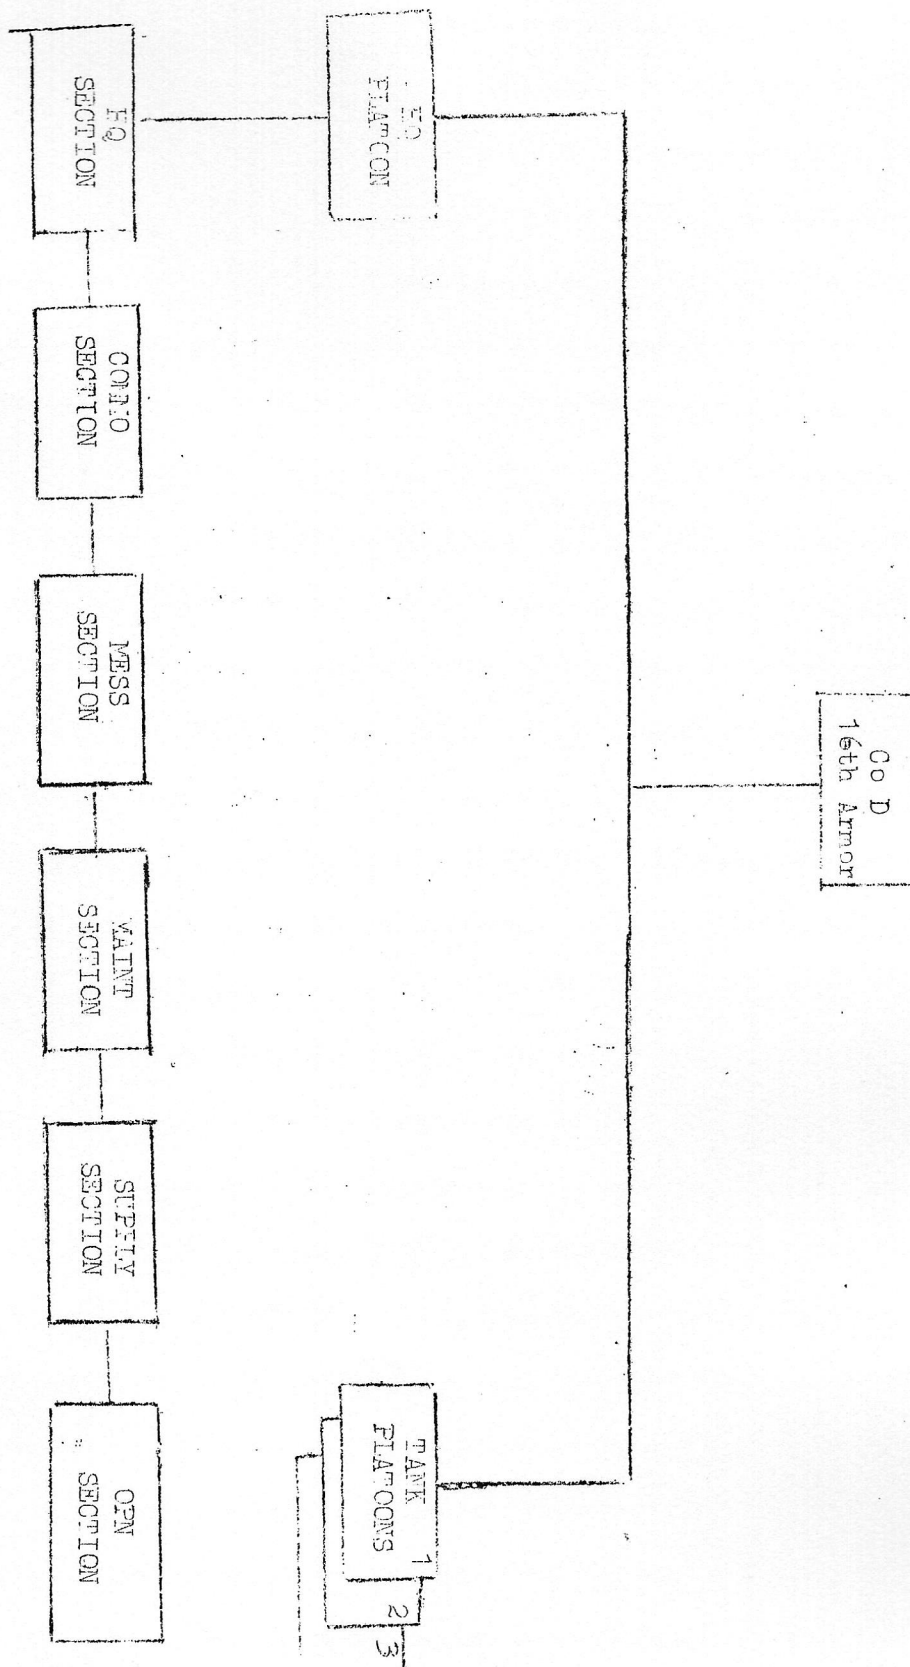 Co D
16th Armor
HQ
PLATOON
TANK
PLATOONS
1
2
3
HQ
SECTION
COMMO
SECTION
MESS
SECTION
MAINT
SECTION
SUPPLY
SECTION
OPN
SECTION